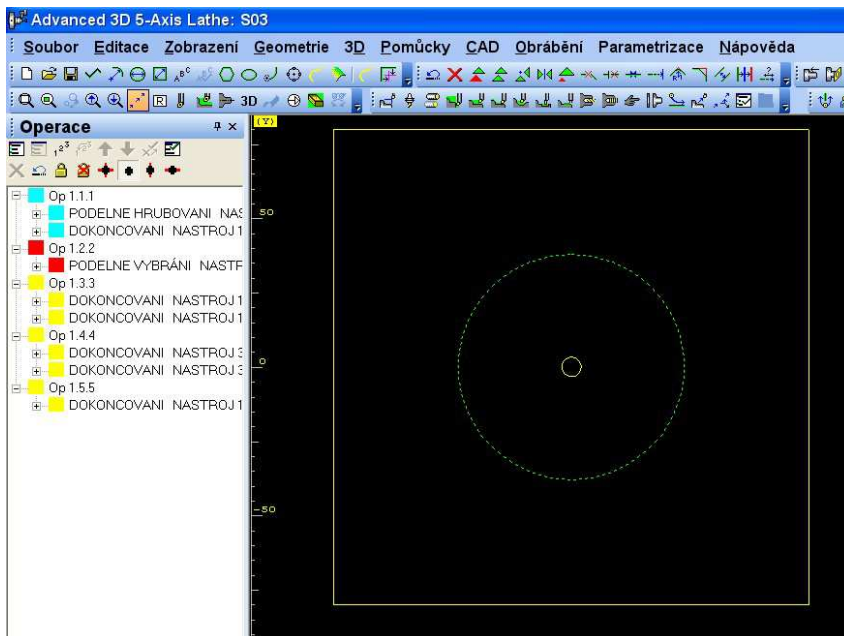 Advanced 3D 5-Axis Lathe: S03
Soubor Editace Zobrazení Geometrie 3D Pomůcky CAD Obrábění Parametrizace Nápověda
3D
Operace
(Y)
Op 1.1.1
PODELNE HRUBOVANI NAS
DOKONCOVANI NASTROJ 1
Op 1.2.2
PODELNE VYBRÁNI NASTR
Op 1.3.3
DOKONCOVANI NASTROJ 1
DOKONCOVANI NASTROJ 1
Op 1.4.4
DOKONCOVANI NASTROJ 3
DOKONCOVANI NASTROJ 3
Op 1.5.5
DOKONCOVANI NASTROJ 1
50
0
-50